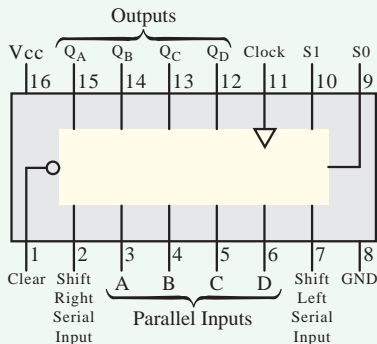 Outputs
Vcc QA QB QC QD Clock S1 S0
16 15 14 13 12 11 10 9
1 2 3 4 5 6 7 8
Clear Shift Right Serial Input A B C D Shift Left Serial Input GND
Parallel Inputs